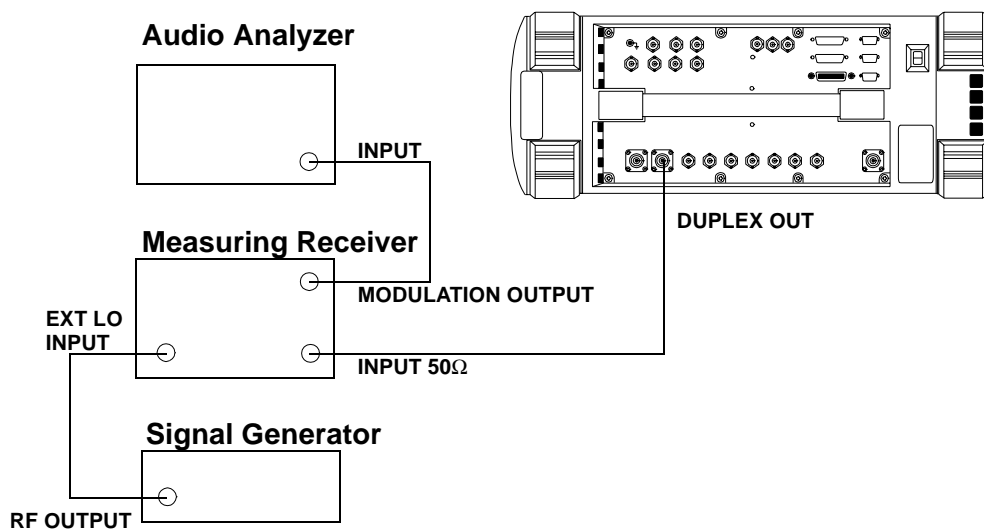 Audio Analyzer
INPUT
DUPLEX OUT
Measuring Receiver
MODULATION OUTPUT
EXT LO
INPUT
INPUT 50Ω
Signal Generator
RF OUTPUT